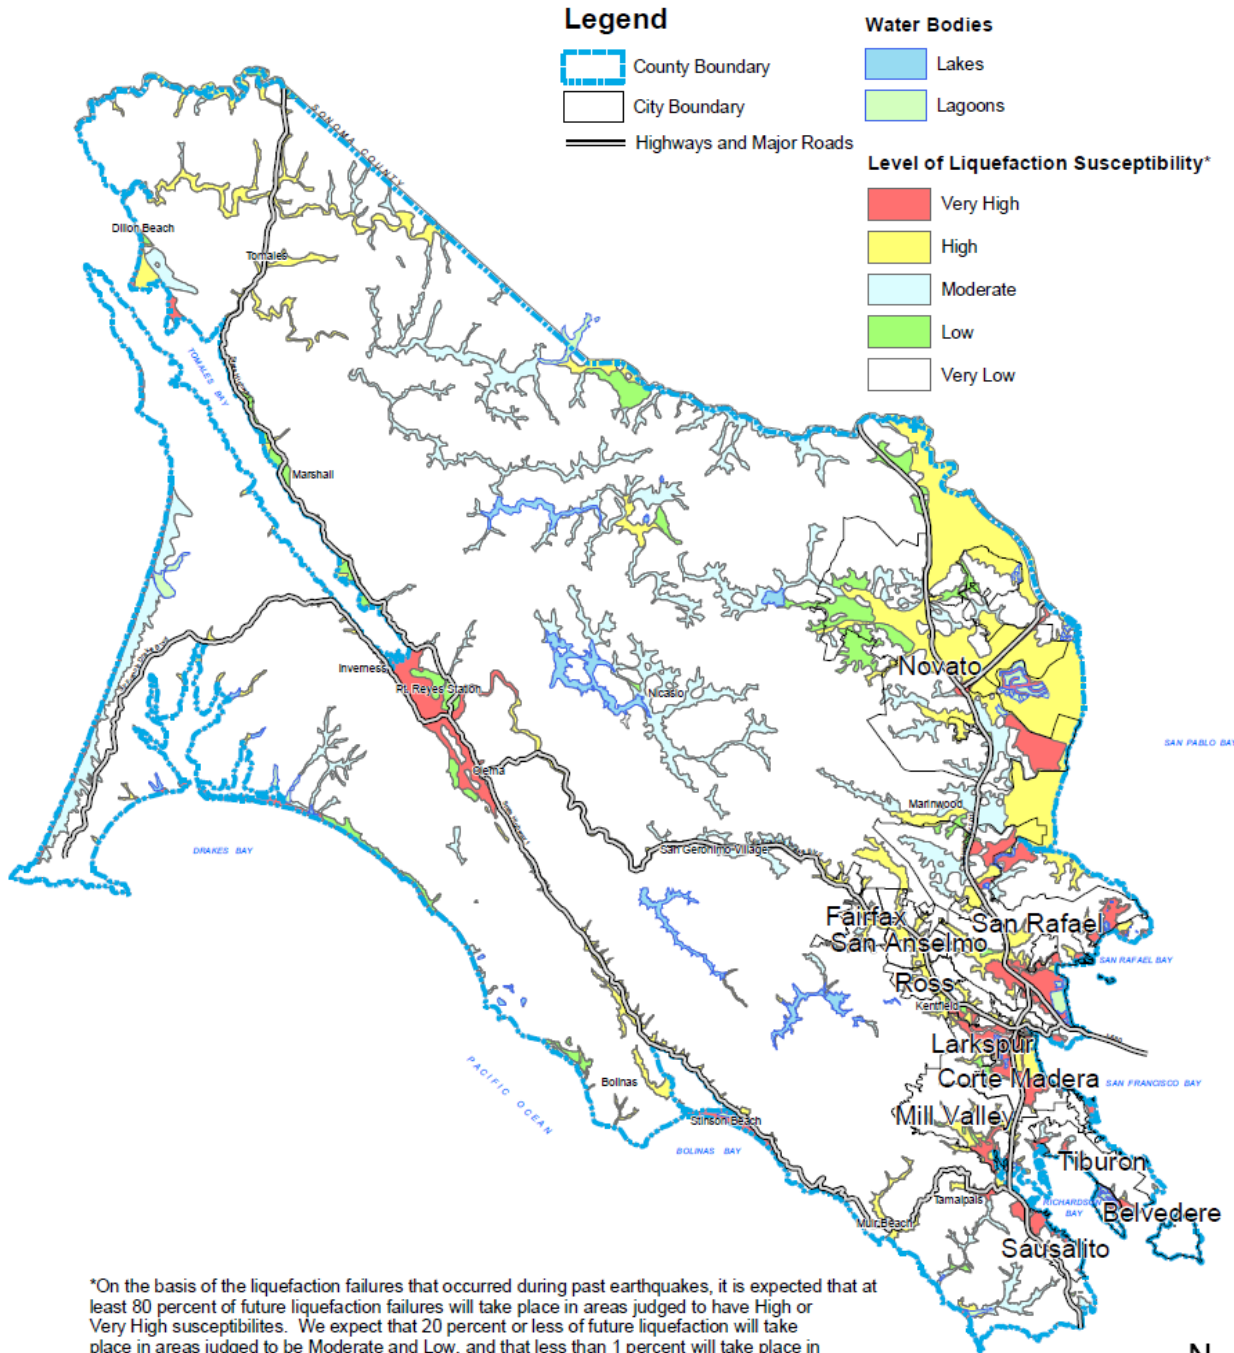 Legend
County Boundary
City Boundary
Highways and Major Roads
Water Bodies
Lakes
Lagoons
Level of Liquefaction Susceptibility*
Very High
High
Moderate
Low
Very Low
SONOMA COUNTY
Dillon Beach
Tomales
TOMALES BAY
Marshall
Inverness
Pt. Reyes Station
Olema
Nicasio
Novato
SAN PABLO BAY
Marinwood
DRAKES BAY
San Geronimo Village
Fairfax
San Anselmo
San Rafael
SAN RAFAEL BAY
Ross
Kentfield
Larkspur
Corte Madera
SAN FRANCISCO BAY
PACIFIC OCEAN
Bolinas
Stinson Beach
BOLINAS BAY
Mill Valley
Tiburon
Tamalpais
RICHARDSON
BAY
Belvedere
Muir Beach
Sausalito
*On the basis of the liquefaction failures that occurred during past earthquakes, it is expected that at
least 80 percent of future liquefaction failures will take place in areas judged to have High or
Very High susceptibilites. We expect that 20 percent or less of future liquefaction will take
place in areas judged to be Moderate and Low, and that less than 1 percent will take place in
N